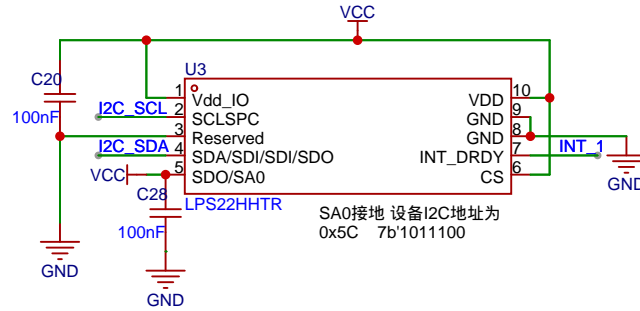 VCC
U3
C20
100nF
I2C_SCL
I2C_SDA
VCC
C28
100nF
GND
GND
1 Vdd_IO
2 SCLSPC
3 Reserved
4 SDA/SDI/SDI/SDO
5 SDO/SA0
VDD 10
GND 9
GND 8
INT_DRDY 7
CS 6
INT_1
GND
LPS22HHTR
SA0接地 设备I2C地址为
0x5C 7b'1011100